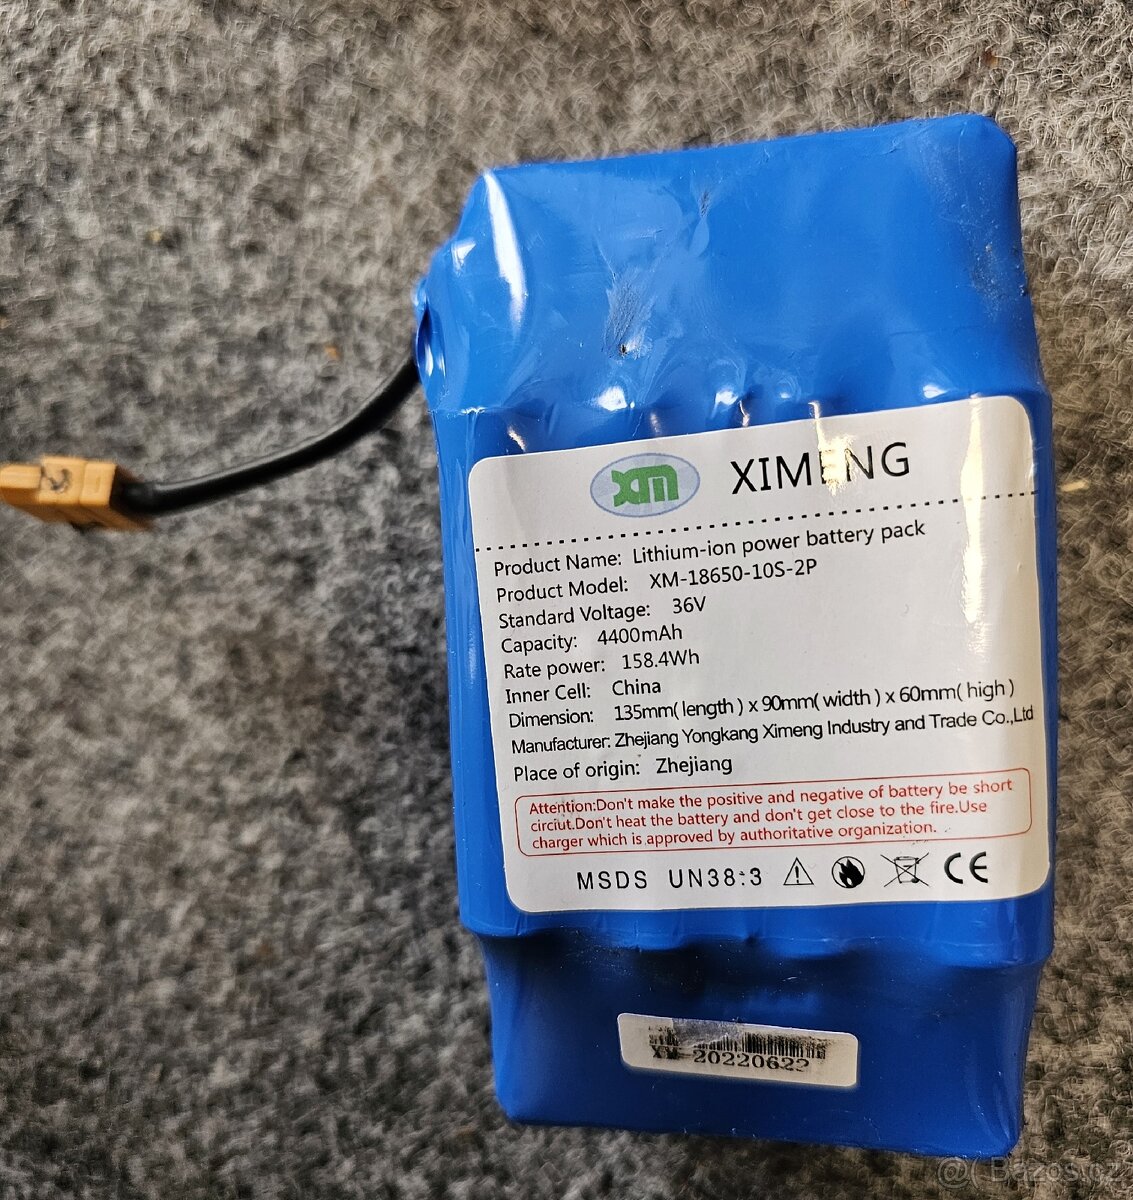 xm XIMENG
Product Name: Lithium-ion power battery pack
Product Model: XM-18650-10S-2P
Standard Voltage: 36V
Capacity: 4400mAh
Rate power: 158.4Wh
Inner Cell: China
Dimension: 135mm( length ) x 90mm( width ) x 60mm( high )
Manufacturer: Zhejiang Yongkang Ximeng Industry and Trade Co.,Ltd
Place of origin: Zhejiang
Attention:Don't make the positive and negative of battery be short
circiut.Don't heat the battery and don't get close to the fire.Use
charger which is approved by authoritative organization.
MSDS UN38:3 CE
XM-20220622
@( Bazos.cz